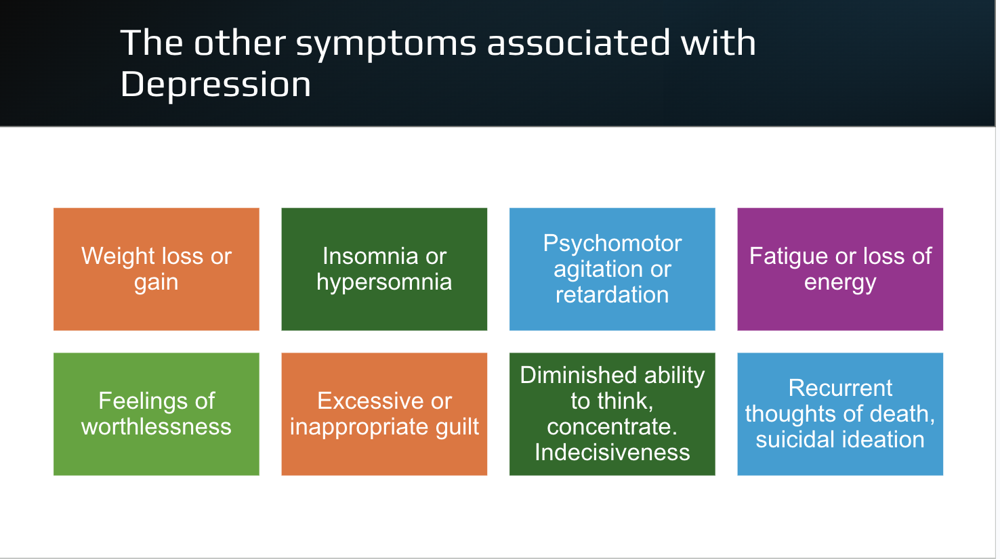 The other symptoms associated with
Depression
Weight loss or
gain
Insomnia or
hypersomnia
Psychomotor
agitation or
retardation
Fatigue or loss of
energy
Feelings of
worthlessness
Excessive or
inappropriate guilt
Diminished ability
to think,
concentrate.
Indecisiveness
Recurrent
thoughts of death,
suicidal ideation